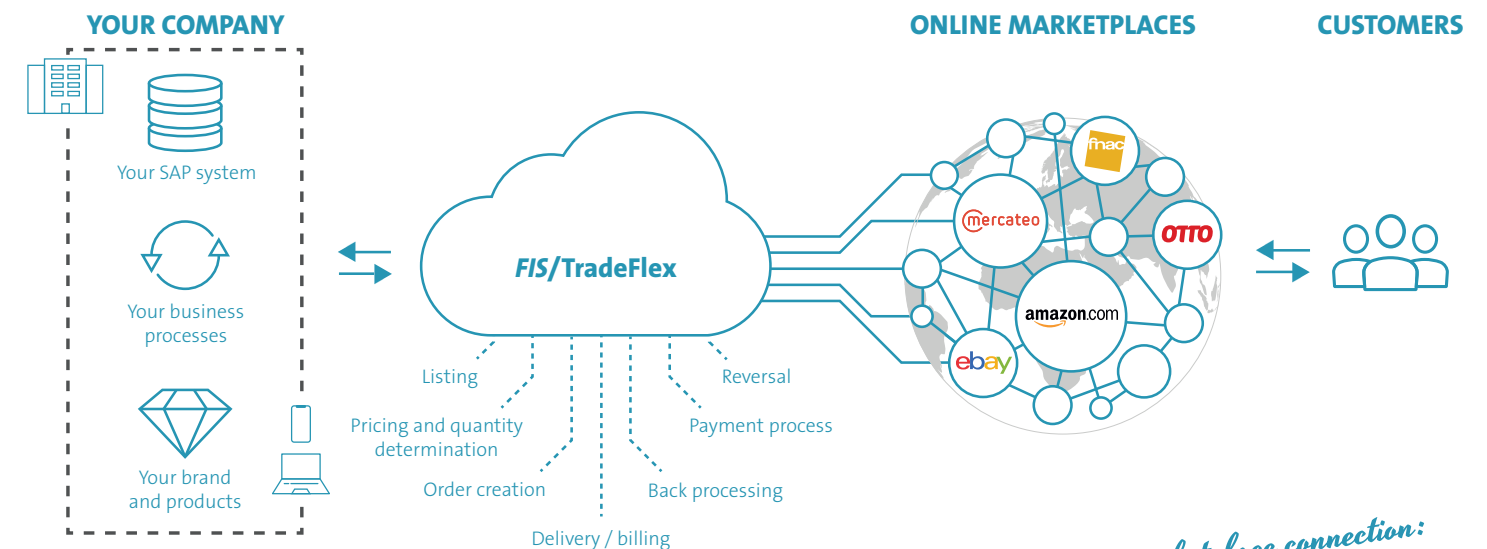 YOUR COMPANY
ONLINE MARKETPLACES
CUSTOMERS
Your SAP system
Your business
processes
Your brand
and products
FIS/TradeFlex
Listing
Pricing and quantity
determination
Order creation
Delivery / billing
Back processing
Payment process
Reversal
fnac
mercateo
OTTO
amazon.com
ebay
connection: